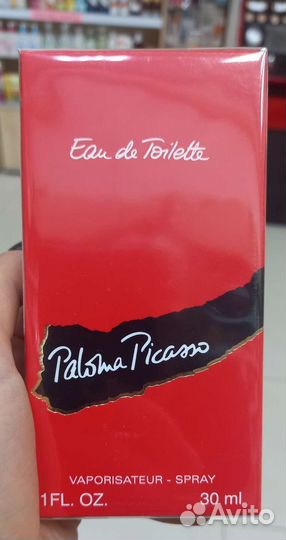 Eau de Toilette
Paloma Picasso
VAPORISATEUR - SPRAY
1FL. OZ. 30 ml
Avito